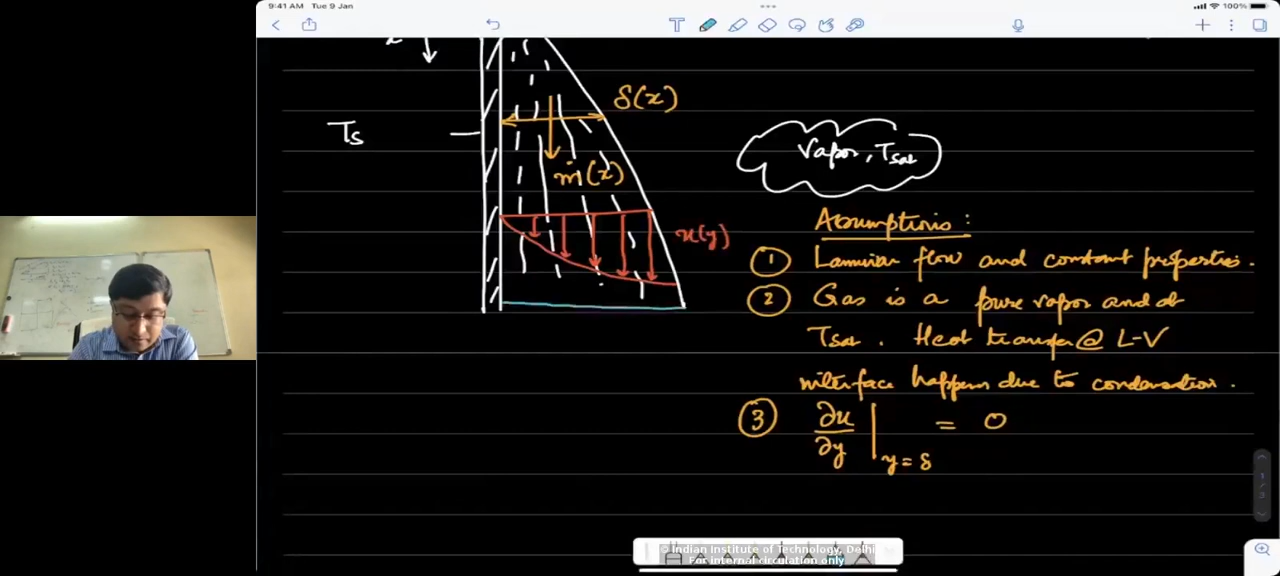 9:41 AM Tue 9 Jan
100%
δ(x)
Ts
Vapor, Tsat
ṁ(x)
Assumptions:
u(y)
① Laminar flow and constant properties.
② Gas is a pure vapor and at
Tsat. Heat transfer @ L-V
interface happens due to condensation.
③ ∂u/∂y |y=δ = 0
© Indian Institute of Technology, Delhi
For internal circulation only